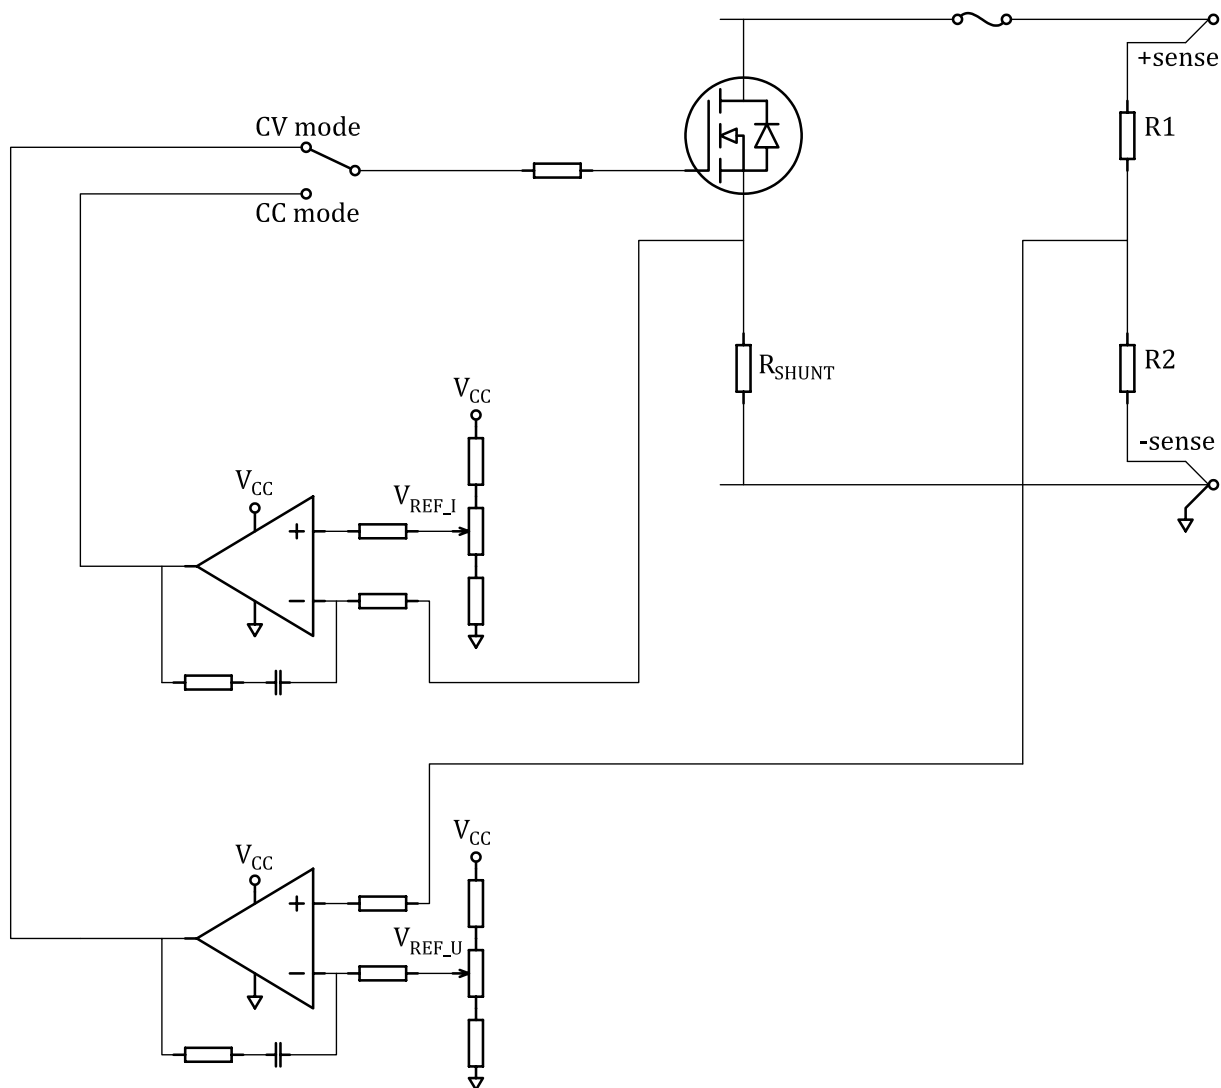 +sense
R1
CV mode
CC mode
R2
R_SHUNT
V_CC
-sense
V_CC
V_REF_I
+
−
V_CC
V_CC
+
V_REF_U
−